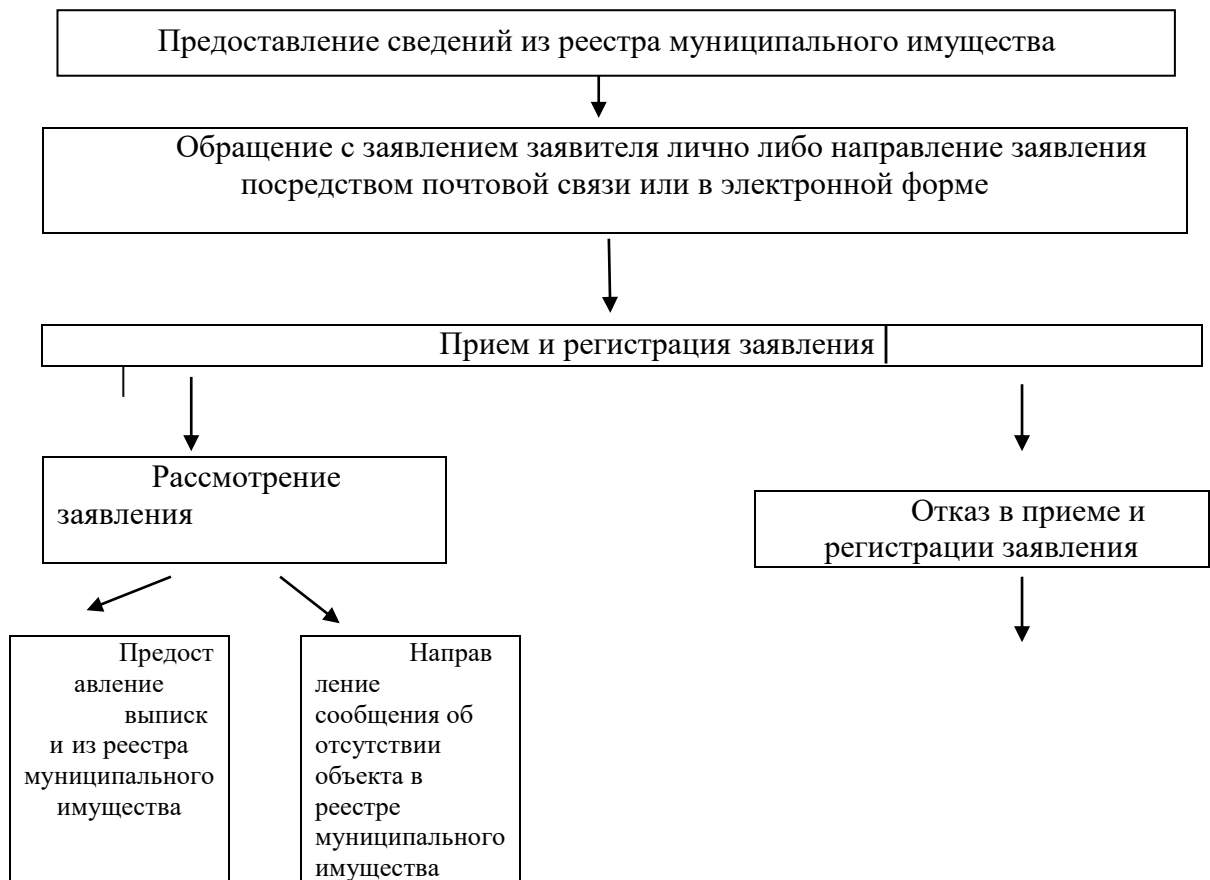 Предоставление сведений из реестра муниципального имущества
Обращение с заявлением заявителя лично либо направление заявления
посредством почтовой связи или в электронной форме
Прием и регистрация заявления
Рассмотрение
заявления
Отказ в приеме и
регистрации заявления
Предост
авление
выписк
и из реестра
муниципального
имущества
Направ
ление
сообщения об
отсутствии
объекта в
реестре
муниципального
имущества